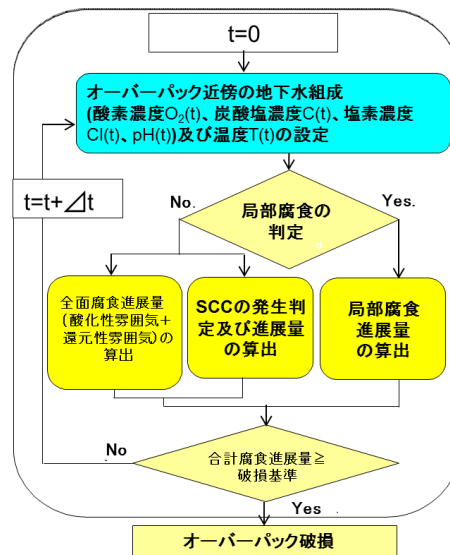 t=0
オーバーパック近傍の地下水組成
(酸素濃度O₂(t)、炭酸塩濃度C(t)、塩素濃度
Cl(t)、pH(t))及び温度T(t)の設定
t=t+⊿t
No.
Yes.
局部腐食の
判定
全面腐食進展量
(酸化性雰囲気+
還元性雰囲気)の
算出
SCCの発生判
定及び進展量
の算出
局部腐食
進展量
の算出
No
合計腐食進展量≧
破損基準
Yes
オーバーパック破損